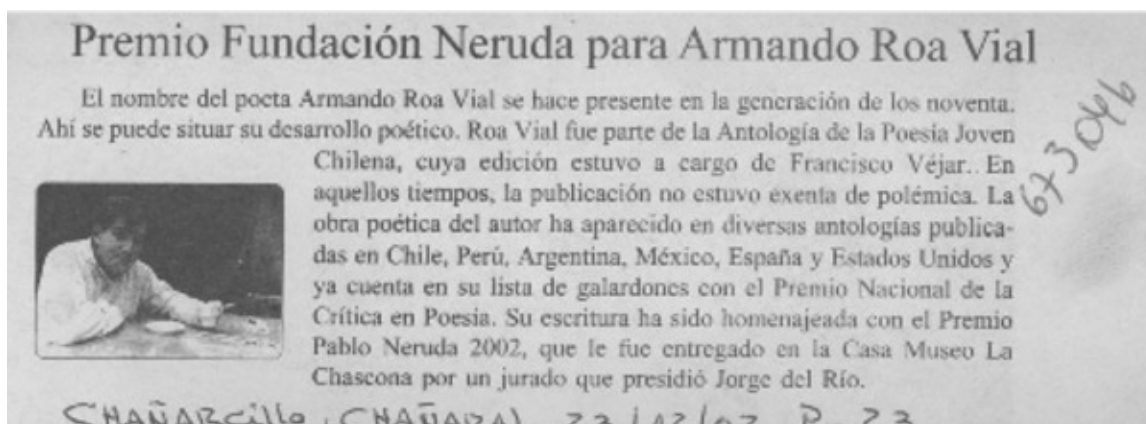 Premio Fundación Neruda para Armando Roa Vial
El nombre del poeta Armando Roa Vial se hace presente en la generación de los noventa.
Ahí se puede situar su desarrollo poético. Roa Vial fue parte de la Antología de la Poesía Joven
Chilena, cuya edición estuvo a cargo de Francisco Véjar.. En
aquellos tiempos, la publicación no estuvo exenta de polémica. La
obra poética del autor ha aparecido en diversas antologías publica-
das en Chile, Perú, Argentina, México, España y Estados Unidos y
ya cuenta en su lista de galardones con el Premio Nacional de la
Crítica en Poesia. Su escritura ha sido homenajeada con el Premio
Pablo Neruda 2002, que le fue entregado en la Casa Museo La
Chascona por un jurado que presidió Jorge del Río.
673046
CHAÑARCillo, CHAÑARAL P. 23